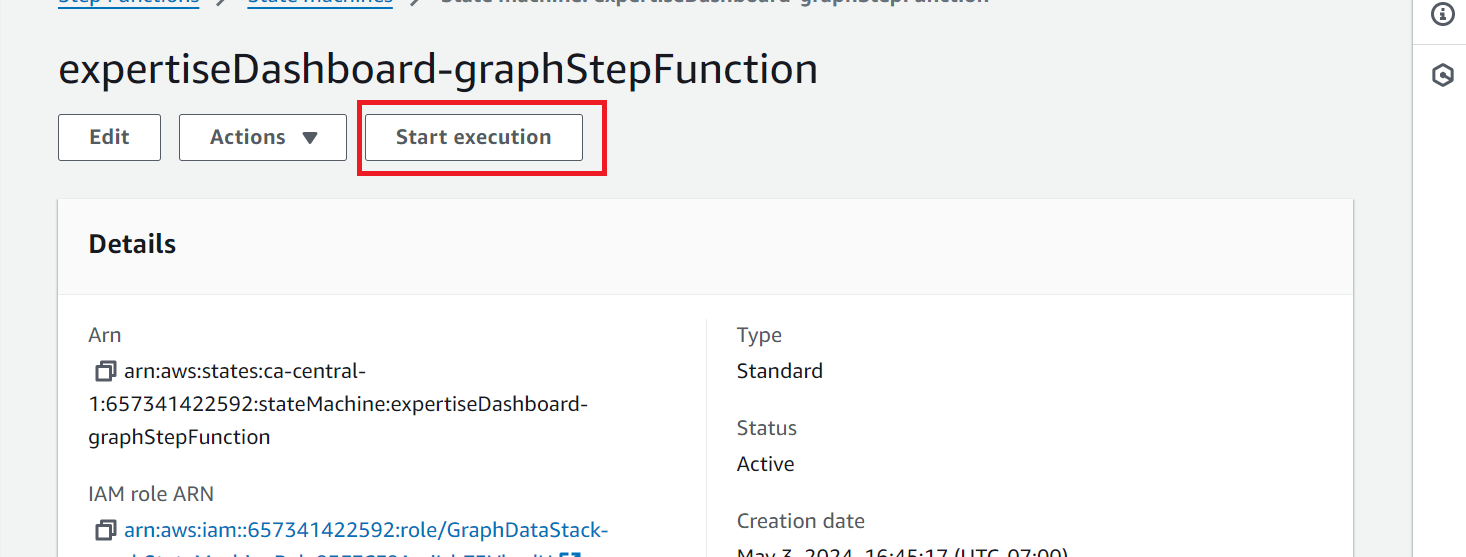 Step Functions > State machines > State machine: expertiseDashboard-graphStepFunction
expertiseDashboard-graphStepFunction
Edit
Actions
Start execution
Details
Arn
arn:aws:states:ca-central-
1:657341422592:stateMachine:expertiseDashboard-
graphStepFunction
IAM role ARN
arn:aws:iam::657341422592:role/GraphDataStack-
Type
Standard
Status
Active
Creation date
May 3, 2024, 16:45:17 (UTC-07:00)